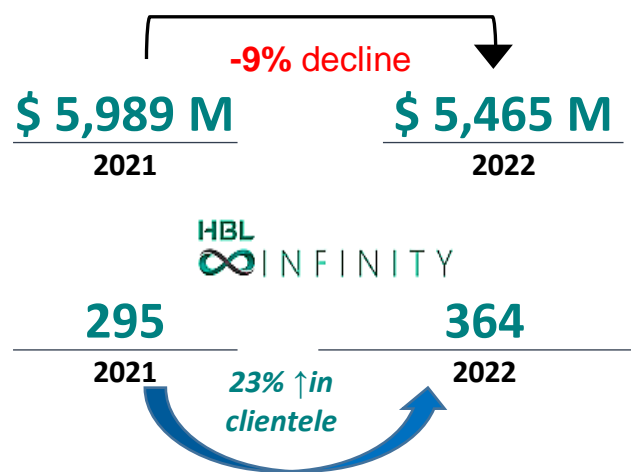 -9% decline
$ 5,989 M
$ 5,465 M
2021
2022
HBL
INFINITY
295
364
2021
2022
23% ↑in
clientele